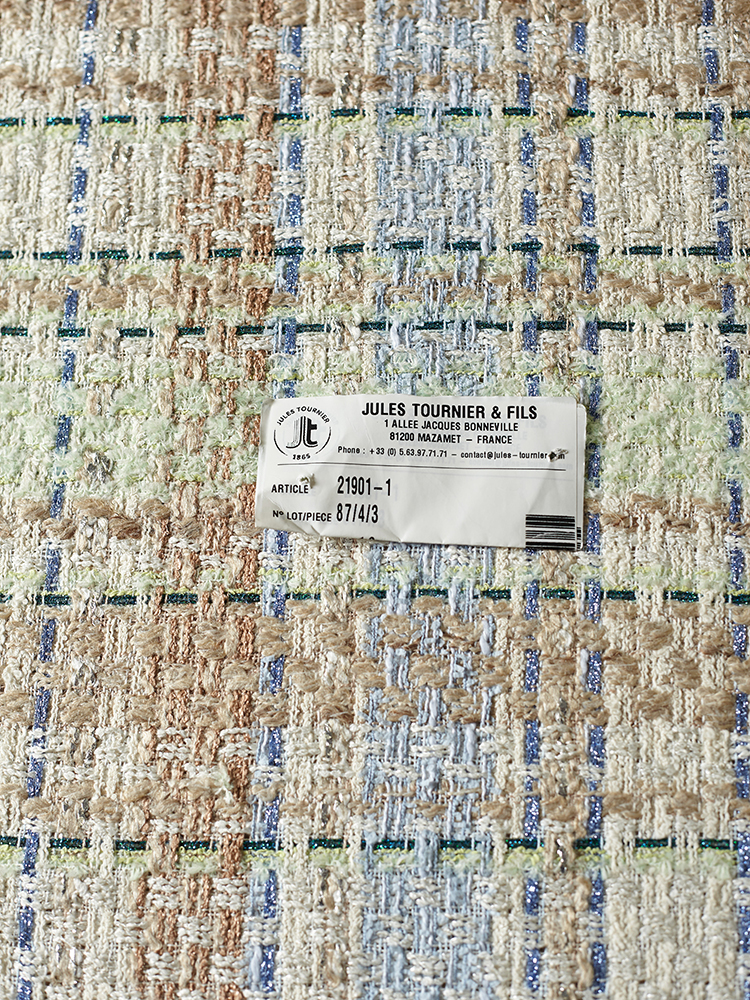 JULES TOURNIER
1865
JULES TOURNIER & FILS
1 ALLEE JACQUES BONNEVILLE
81200 MAZAMET – FRANCE
Phone : +33 (0) 5.63.97.71.71 – contact@jules-tournier
ARTICLE 21901-1
N° LOT/PIECE 87/4/3